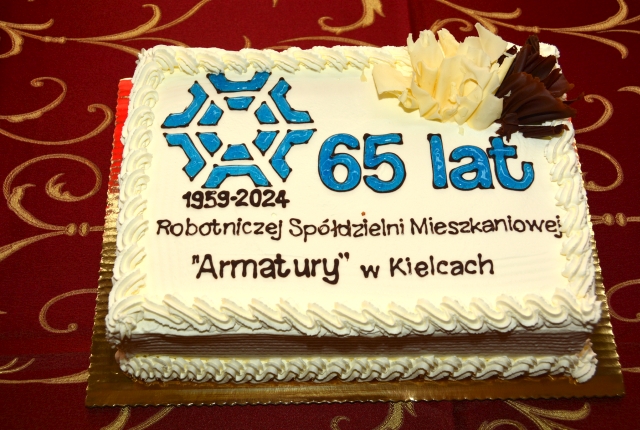 65 lat
1959-2024
Robotniczej Spółdzielni Mieszkaniowej
"Armatury" w Kielcach